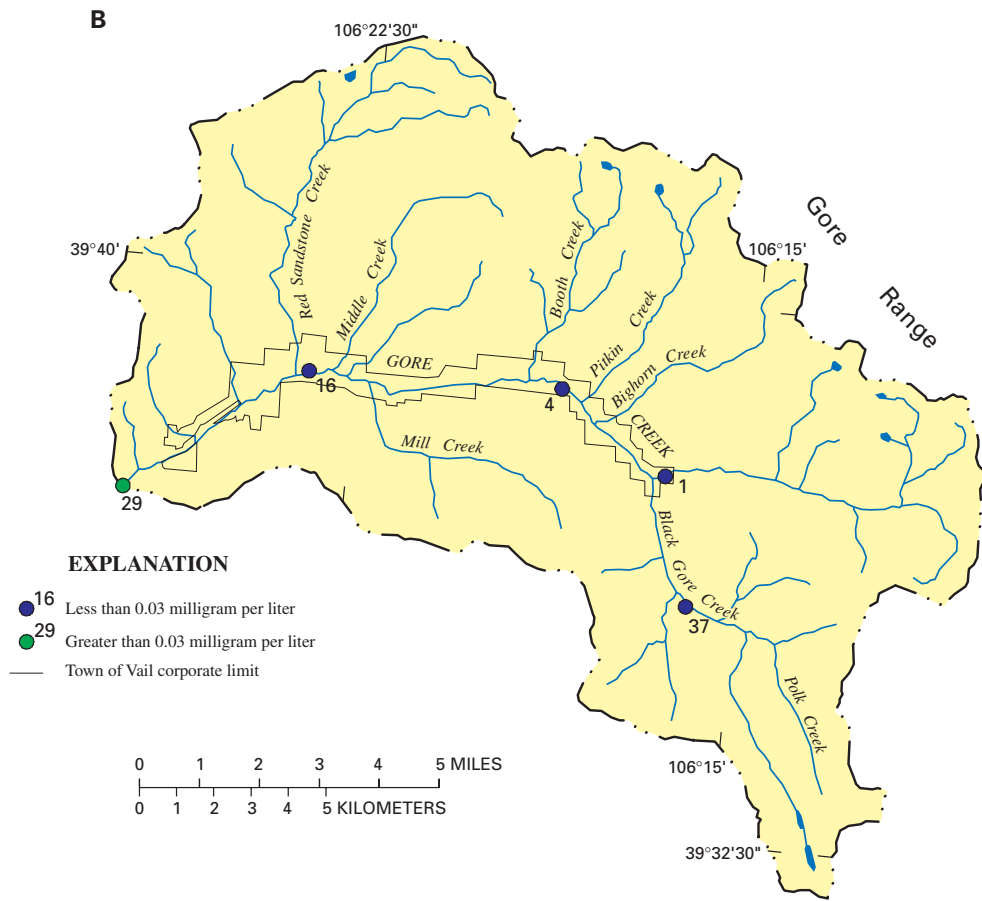 B
106°22'30"
Gore
Range
39°40'
106°15'
Red Sandstone Creek
Middle Creek
Booth Creek
Pitkin Creek
Bighorn Creek
GORE
CREEK
16
4
1
Mill Creek
29
Black Gore Creek
37
Polk Creek
106°15'
39°32'30"
EXPLANATION
16 Less than 0.03 milligram per liter
29 Greater than 0.03 milligram per liter
Town of Vail corporate limit
0 1 2 3 4 5 MILES
0 1 2 3 4 5 KILOMETERS